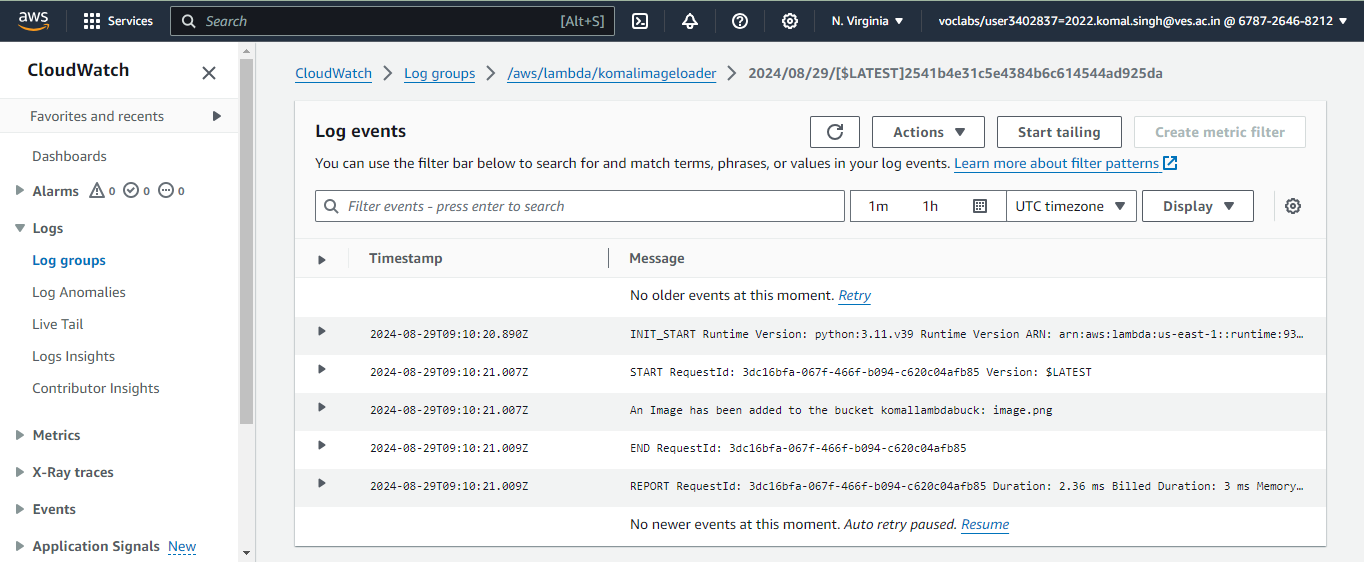 aws Services Search [Alt+S] N. Virginia voclabs/user3402837=2022.komal.singh@ves.ac.in @ 6787-2646-8212
CloudWatch
Favorites and recents
Dashboards
Alarms 0 0 0
Logs
Log groups
Log Anomalies
Live Tail
Logs Insights
Contributor Insights
Metrics
X-Ray traces
Events
Application Signals New
CloudWatch Log groups /aws/lambda/komalimageloader 2024/08/29/[$LATEST]2541b4e31c5e4384b6c614544ad925da
Log events
Actions Start tailing Create metric filter
You can use the filter bar below to search for and match terms, phrases, or values in your log events. Learn more about filter patterns
Filter events - press enter to search 1m 1h UTC timezone Display
Timestamp Message
No older events at this moment. Retry
2024-08-29T09:10:20.890Z INIT_START Runtime Version: python:3.11.v39 Runtime Version ARN: arn:aws:lambda:us-east-1::runtime:93…
2024-08-29T09:10:21.007Z START RequestId: 3dc16bfa-067f-466f-b094-c620c04afb85 Version: $LATEST
2024-08-29T09:10:21.007Z An Image has been added to the bucket komallambdabuck: image.png
2024-08-29T09:10:21.009Z END RequestId: 3dc16bfa-067f-466f-b094-c620c04afb85
2024-08-29T09:10:21.009Z REPORT RequestId: 3dc16bfa-067f-466f-b094-c620c04afb85 Duration: 2.36 ms Billed Duration: 3 ms Memory…
No newer events at this moment. Auto retry paused. Resume